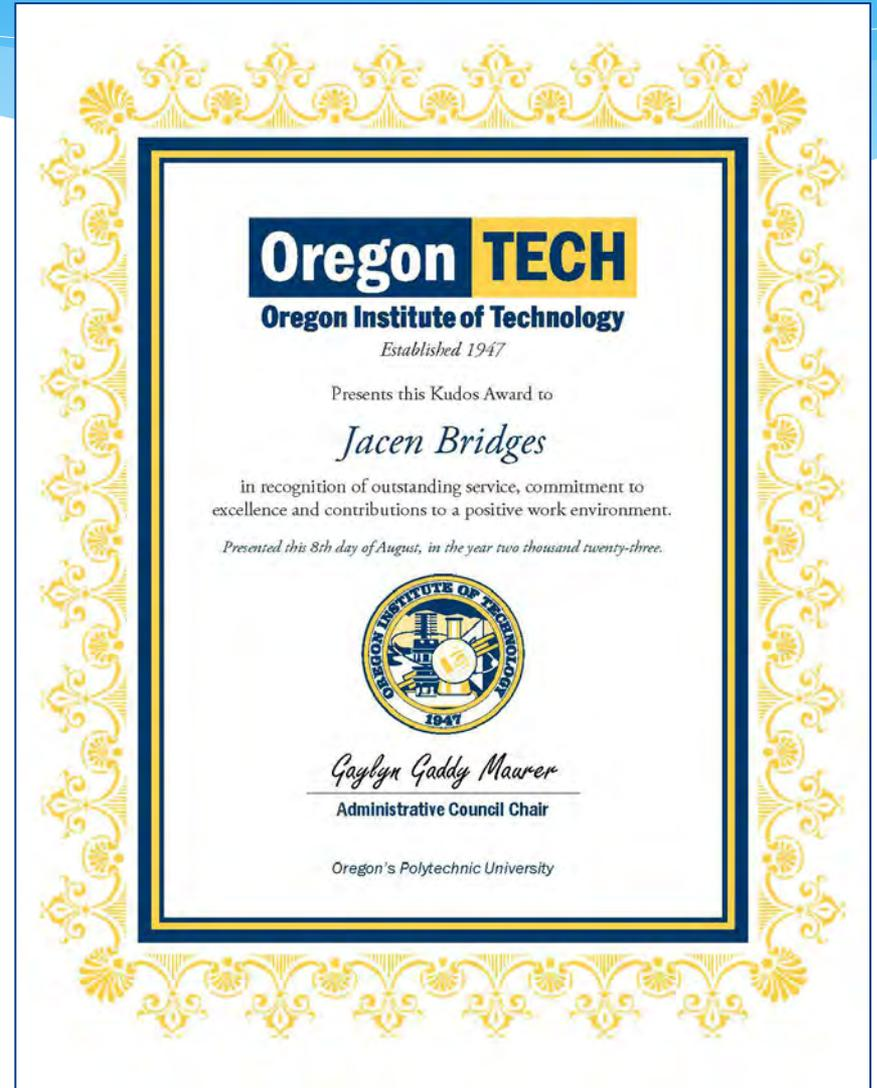 Oregon TECH
Oregon Institute of Technology
Established 1947
Presents this Kudos Award to
Jacen Bridges
in recognition of outstanding service, commitment to
excellence and contributions to a positive work environment.
Presented this 8th day of August, in the year two thousand twenty-three.
OREGON INSTITUTE OF TECHNOLOGY
1947
Gaylyn Gaddy Maurer
Administrative Council Chair
Oregon's Polytechnic University